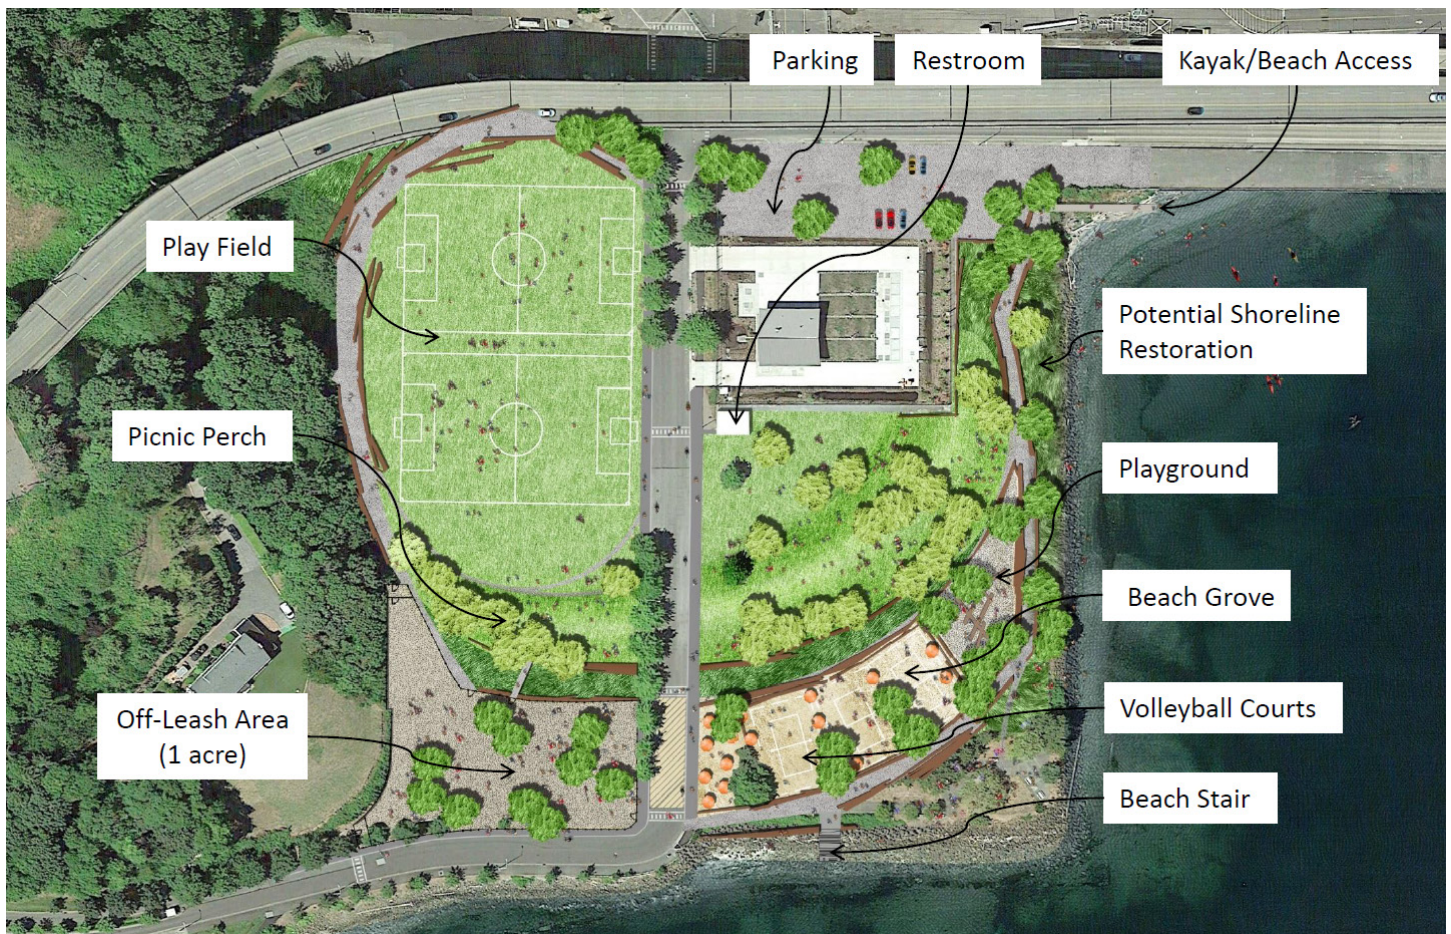 Parking
Restroom
Kayak/Beach Access
Play Field
Potential Shoreline
Restoration
Picnic Perch
Playground
Beach Grove
Off-Leash Area
(1 acre)
Volleyball Courts
Beach Stair